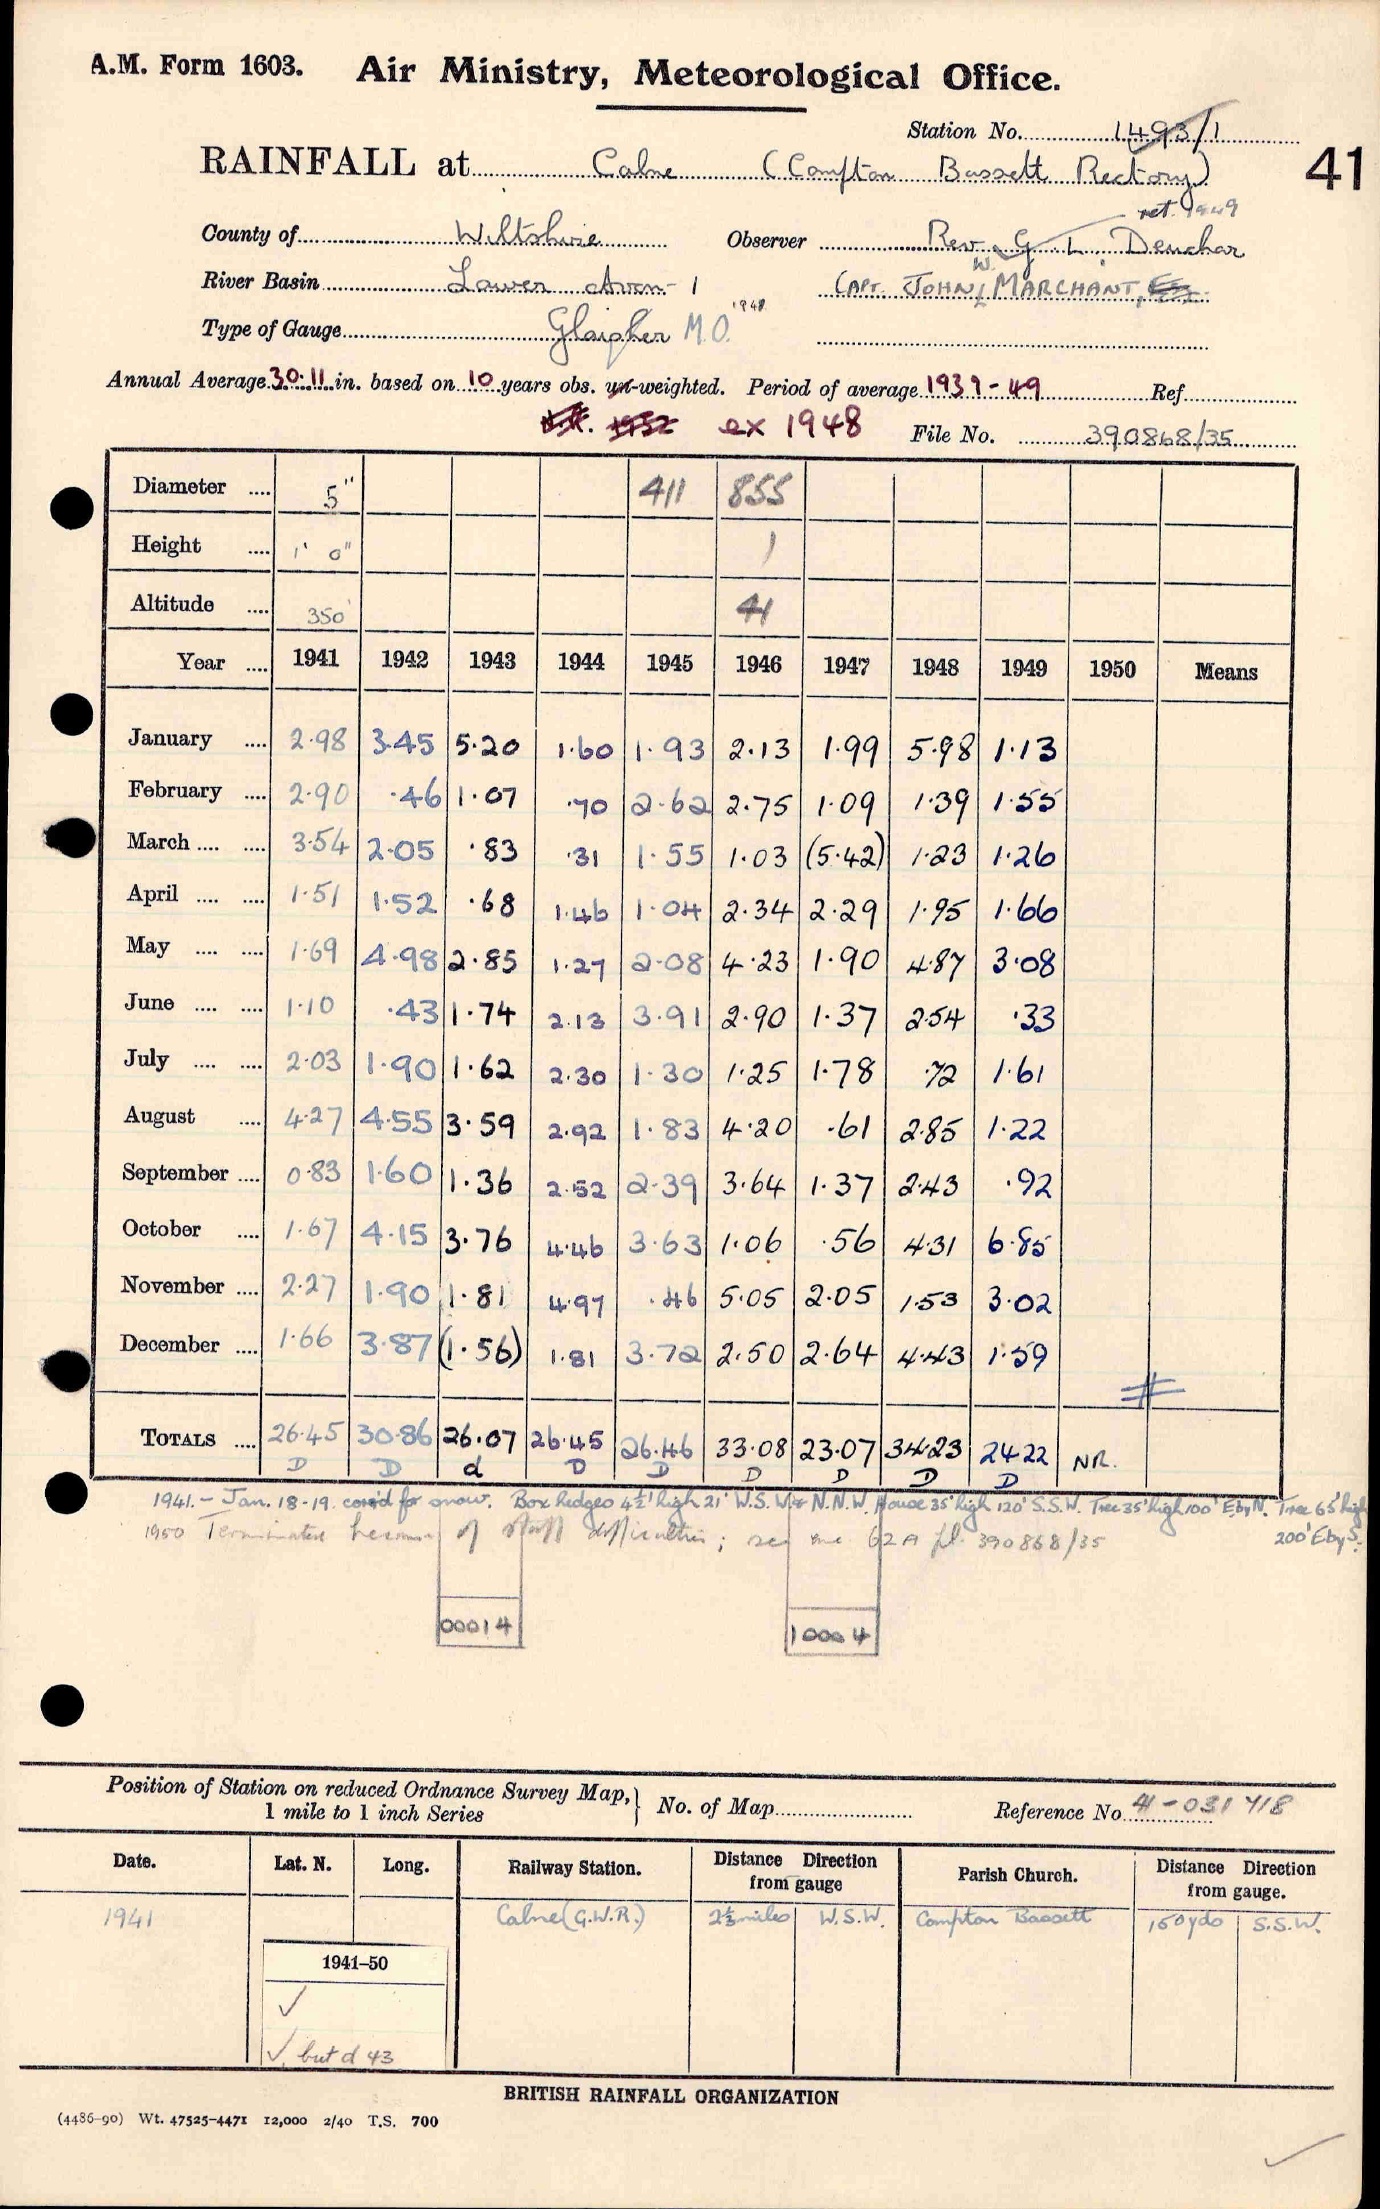 A.M. Form 1603. Air Ministry, Meteorological Office.
Station No. 1493/1
RAINFALL at Calne (Compton Bassett Rectory) 41
ret. 1949
County of Wiltshire Observer Rev. G. L. Deuchar
River Basin Lower Avon - 1 CAPT. JOHN W. MARCHANT,
Type of Gauge Glaisher M.O. 1948
Annual Average 30.11 in. based on 10 years obs. un-weighted. Period of average 1939-49 Ref.
ex 1948 File No. 390868/35
Diameter .... 5" 411 855
Height .... 1' 0" 1
Altitude .... 350' 41
Year .... 1941 1942 1943 1944 1945 1946 1947 1948 1949 1950 Means
January .... 2.98 3.45 5.20 1.60 1.93 2.13 1.99 5.98 1.13
February .... 2.90 .46 1.07 .70 2.62 2.75 1.09 1.39 1.55
March .... .... 3.54 2.05 .83 .31 1.55 1.03 (5.42) 1.23 1.26
April .... .... 1.51 1.52 .68 1.46 1.04 2.34 2.29 1.95 1.66
May .... .... 1.69 4.98 2.85 1.27 2.08 4.23 1.90 4.87 3.08
June .... .... 1.10 .43 1.74 2.13 3.91 2.90 1.37 2.54 .33
July .... .... 2.03 1.90 1.62 2.30 1.30 1.25 1.78 .72 1.61
August .... 4.27 4.55 3.59 2.92 1.83 4.20 .61 2.85 1.22
September .... 0.83 1.60 1.36 2.52 2.39 3.64 1.37 2.43 .92
October .... 1.67 4.15 3.76 4.46 3.63 1.06 .56 4.31 6.85
November .... 2.27 1.90 1.81 4.97 .46 5.05 2.05 1.53 3.02
December .... 1.66 3.87 (1.56) 1.81 3.72 2.50 2.64 4.43 1.59
TOTALS .... 26.45 30.86 26.07 26.45 26.46 33.08 23.07 34.23 24.22 NR.
D D d D D D D D D
1941.- Jan. 18-19. corr'd for snow. Box hedges 4½' high 21' W.S.W. & N.N.W. House 35' high 120' S.S.W. Tree 35' high 100' E.by N. Tree 65' high
200' E by S.
1950 Terminated because of staff difficulties; see me 62A fl. 390868/35
00014 10004
Position of Station on reduced Ordnance Survey Map,
1 mile to 1 inch Series } No. of Map Reference No. 41-031718
Date. Lat. N. Long. Railway Station. Distance Direction from gauge Parish Church. Distance Direction from gauge.
1941 Calne (G.W.R.) 2⅓ miles W.S.W. Compton Bassett 150 yds S.S.W.
1941-50
✓
✓ but d 43
BRITISH RAINFALL ORGANIZATION
(4486-90) Wt. 47525-4471 12,000 2/40 T.S. 700